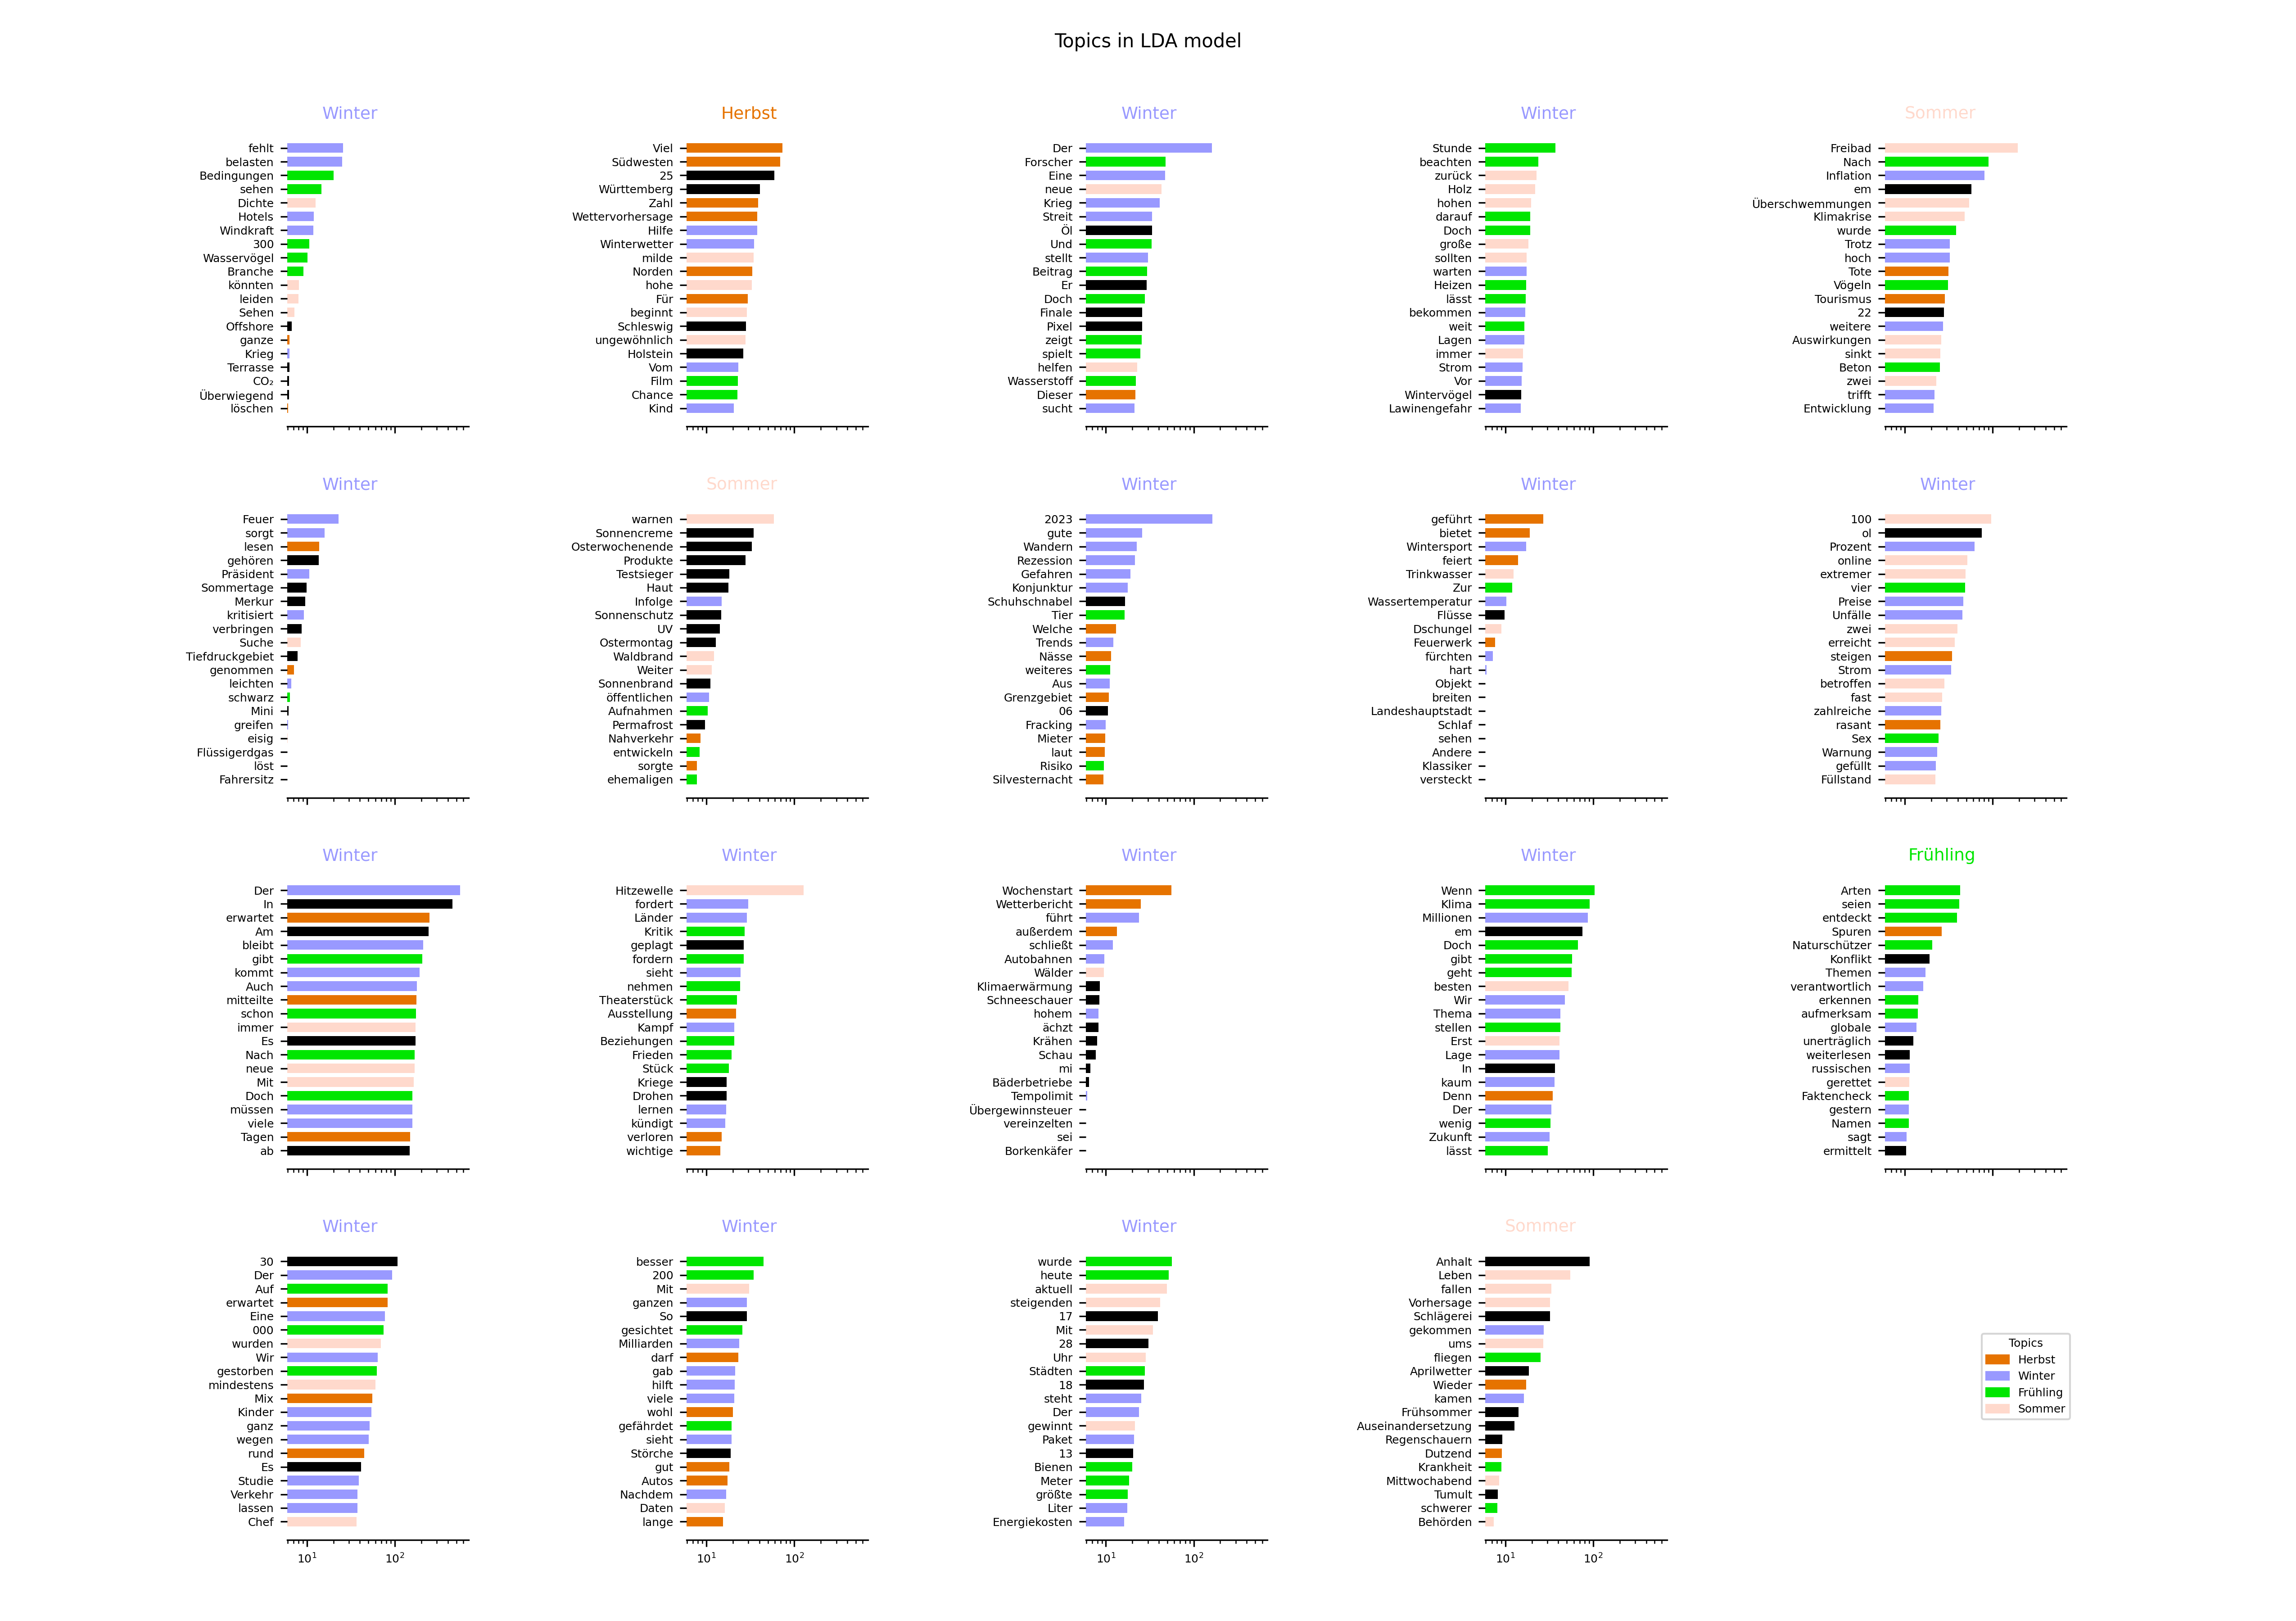 Topics in LDA model
Winter
fehlt
belasten
Bedingungen
sehen
Dichte
Hotels
Windkraft
300
Wasservögel
Branche
könnten
leiden
Sehen
Offshore
ganze
Krieg
Terrasse
CO₂
Überwiegend
löschen
Herbst
Viel
Südwesten
25
Württemberg
Zahl
Wettervorhersage
Hilfe
Winterwetter
milde
Norden
hohe
Für
beginnt
Schleswig
ungewöhnlich
Holstein
Vom
Film
Chance
Kind
Winter
Der
Forscher
Eine
neue
Krieg
Streit
Öl
Und
stellt
Beitrag
Er
Doch
Finale
Pixel
zeigt
spielt
helfen
Wasserstoff
Dieser
sucht
Winter
Stunde
beachten
zurück
Holz
hohen
darauf
Doch
große
sollten
warten
Heizen
lässt
bekommen
weit
Lagen
immer
Strom
Vor
Wintervögel
Lawinengefahr
Sommer
Freibad
Nach
Inflation
em
Überschwemmungen
Klimakrise
wurde
Trotz
hoch
Tote
Vögeln
Tourismus
22
weitere
Auswirkungen
sinkt
Beton
zwei
trifft
Entwicklung
Winter
Feuer
sorgt
lesen
gehören
Präsident
Sommertage
Merkur
kritisiert
verbringen
Suche
Tiefdruckgebiet
genommen
leichten
schwarz
Mini
greifen
eisig
Flüssigerdgas
löst
Fahrersitz
Sommer
warnen
Sonnencreme
Osterwochenende
Produkte
Testsieger
Haut
Infolge
Sonnenschutz
UV
Ostermontag
Waldbrand
Weiter
Sonnenbrand
öffentlichen
Aufnahmen
Permafrost
Nahverkehr
entwickeln
sorgte
ehemaligen
Winter
2023
gute
Wandern
Rezession
Gefahren
Konjunktur
Schuhschnabel
Tier
Welche
Trends
Nässe
weiteres
Aus
Grenzgebiet
06
Fracking
Mieter
laut
Risiko
Silvesternacht
Winter
geführt
bietet
Wintersport
feiert
Trinkwasser
Zur
Wassertemperatur
Flüsse
Dschungel
Feuerwerk
fürchten
hart
Objekt
breiten
Landeshauptstadt
Schlaf
sehen
Andere
Klassiker
versteckt
Winter
100
ol
Prozent
online
extremer
vier
Preise
Unfälle
zwei
erreicht
steigen
Strom
betroffen
fast
zahlreiche
rasant
Sex
Warnung
gefüllt
Füllstand
Winter
Der
In
erwartet
Am
bleibt
gibt
kommt
Auch
mitteilte
schon
immer
Es
Nach
neue
Mit
Doch
müssen
viele
Tagen
ab
Winter
Hitzewelle
fordert
Länder
Kritik
geplagt
fordern
sieht
nehmen
Theaterstück
Ausstellung
Kampf
Beziehungen
Frieden
Stück
Kriege
Drohen
lernen
kündigt
verloren
wichtige
Winter
Wochenstart
Wetterbericht
führt
außerdem
schließt
Autobahnen
Wälder
Klimaerwärmung
Schneeschauer
hohem
ächzt
Krähen
Schau
mi
Bäderbetriebe
Tempolimit
Übergewinnsteuer
vereinzelten
sei
Borkenkäfer
Winter
Wenn
Klima
Millionen
em
Doch
gibt
geht
besten
Wir
Thema
stellen
Erst
Lage
In
kaum
Denn
Der
wenig
Zukunft
lässt
Frühling
Arten
seien
entdeckt
Spuren
Naturschützer
Konflikt
Themen
verantwortlich
erkennen
aufmerksam
globale
unerträglich
weiterlesen
russischen
gerettet
Faktencheck
gestern
Namen
sagt
ermittelt
Winter
30
Der
Auf
erwartet
Eine
000
wurden
Wir
gestorben
mindestens
Mix
Kinder
ganz
wegen
rund
Es
Studie
Verkehr
lassen
Chef
10¹ 10²
Winter
besser
200
Mit
ganzen
So
gesichtet
Milliarden
darf
gab
hilft
viele
wohl
gefährdet
sieht
Störche
gut
Autos
Nachdem
Daten
lange
10¹ 10²
Winter
wurde
heute
aktuell
steigenden
17
Mit
28
Uhr
Städten
18
steht
Der
gewinnt
Paket
13
Bienen
Meter
größte
Liter
Energiekosten
10¹ 10²
Sommer
Anhalt
Leben
fallen
Vorhersage
Schlägerei
gekommen
ums
fliegen
Aprilwetter
Wieder
kamen
Frühsommer
Auseinandersetzung
Regenschauern
Dutzend
Krankheit
Mittwochabend
Tumult
schwerer
Behörden
10¹ 10²
Topics
Herbst
Winter
Frühling
Sommer